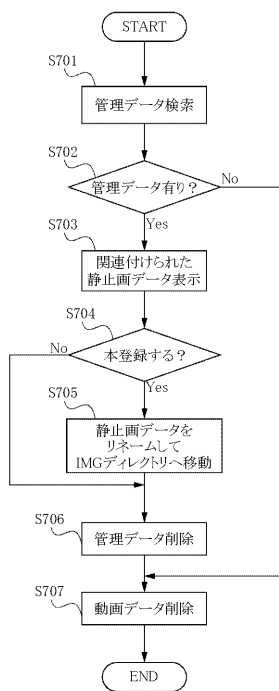 START
S701
管理データ検索
S702
管理データ有り？
No
Yes
S703
関連付けられた
静止画データ表示
S704
No
本登録する？
Yes
S705
静止画データを
リネームして
IMGディレクトリへ移動
S706
管理データ削除
S707
動画データ削除
END